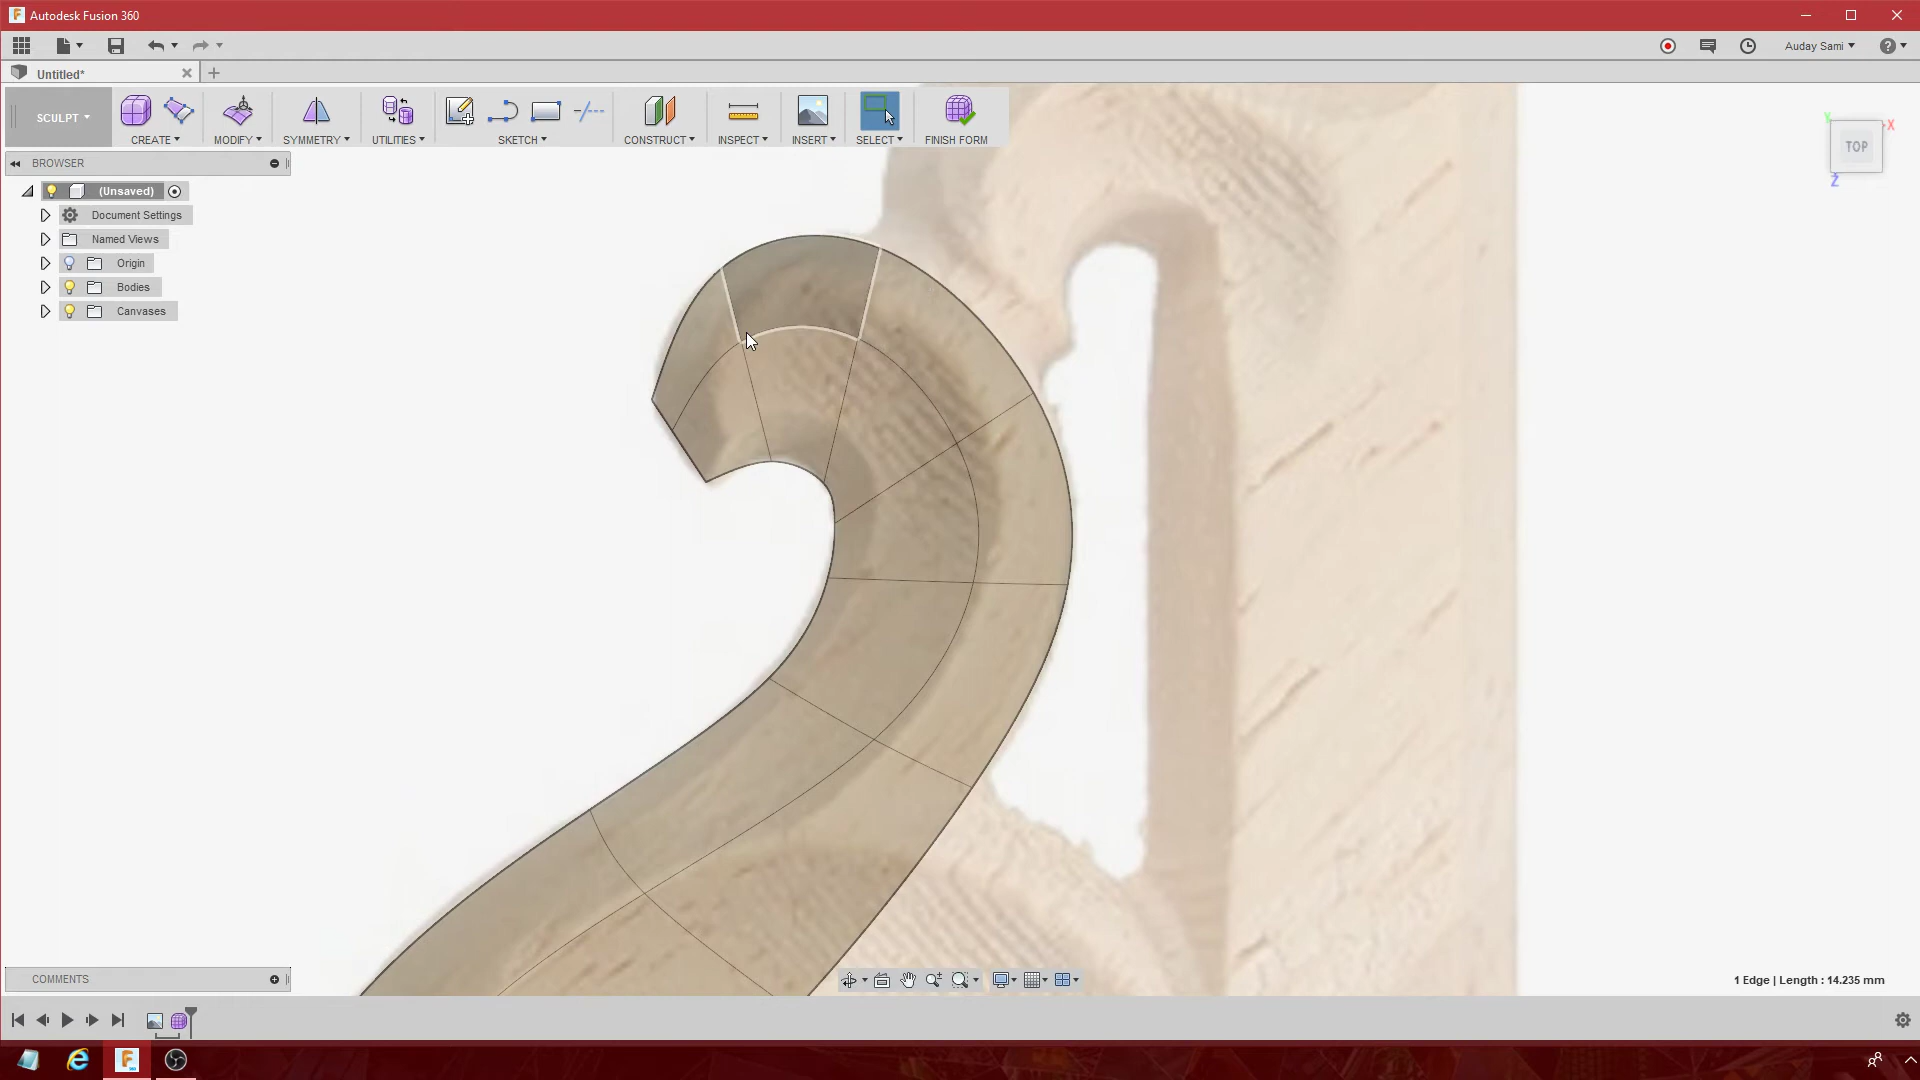 Autodesk Fusion 360
Auday Sami
Untitled*
SCULPT
CREATE
MODIFY
SYMMETRY
UTILITIES
SKETCH
CONSTRUCT
INSPECT
INSERT
SELECT
FINISH FORM
BROWSER
(Unsaved)
Document Settings
Named Views
Origin
Bodies
Canvases
Y
X
TOP
Z
COMMENTS
1 Edge | Length : 14.235 mm